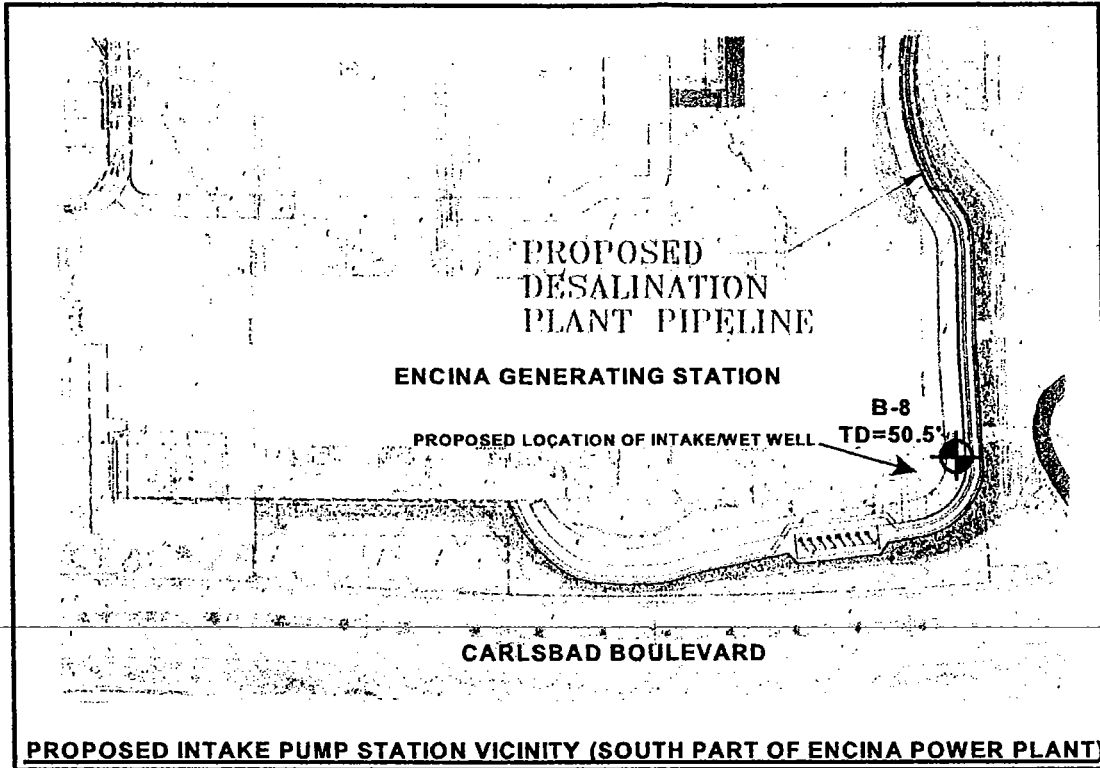 PROPOSED
DESALINATION
PLANT PIPELINE
ENCINA GENERATING STATION
B-8
TD=50.5'
PROPOSED LOCATION OF INTAKE/WET WELL
CARLSBAD BOULEVARD
PROPOSED INTAKE PUMP STATION VICINITY (SOUTH PART OF ENCINA POWER PLANT)